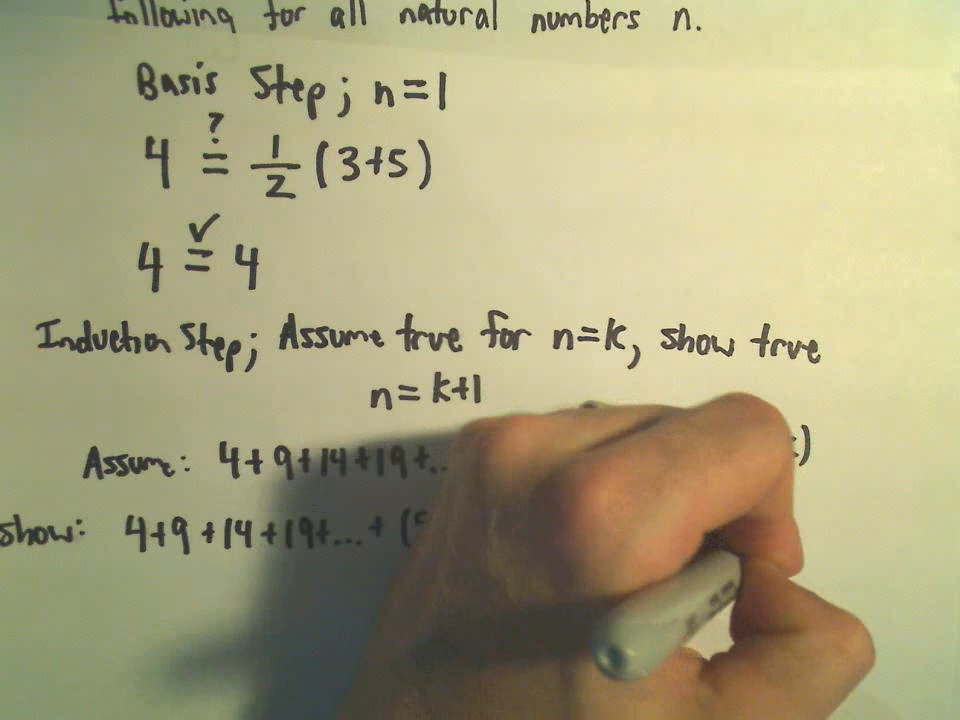 following for all natural numbers n.
Basis Step; n=1
4 ≟ 1/2 (3+5)
4 =✓ 4
Induction Step; Assume true for n=k, show true
n=k+1
Assume: 4+9+14+19+.. )
show: 4+9+14+19+...+(5